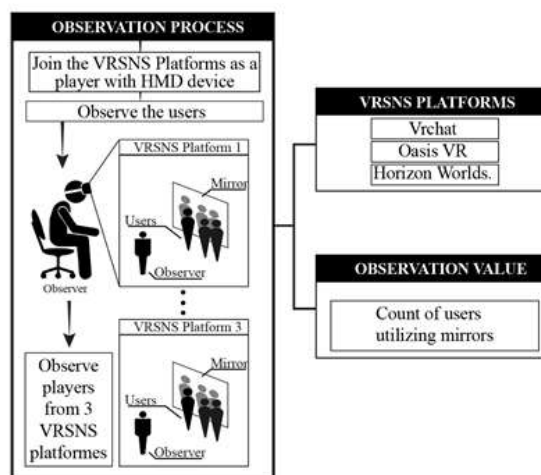 OBSERVATION PROCESS
Join the VRSNS Platforms as a
player with HMD device
Observe the users
VRSNS Platform 1
Mirror
Users
Observer
Observer
VRSNS Platform 3
Mirror
Users
Observer
Observe
players
from 3
VRSNS
platformes
VRSNS PLATFORMS
Vrchat
Oasis VR
Horizon Worlds.
OBSERVATION VALUE
Count of users
utilizing mirrors